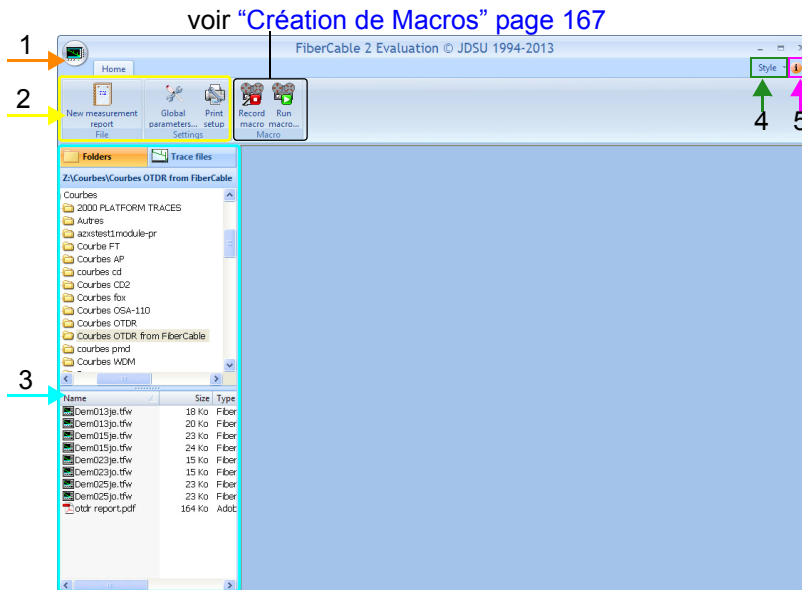 voir “Création de Macros” page 167
1
FiberCable 2 Evaluation © JDSU 1994-2013
Home
Style
2
New measurement report
Global parameters...
Print setup
Record macro
Run macro...
File
Settings
Macro
4
5
Folders
Trace files
Z:\Courbes\Courbes OTDR from FiberCable
Courbes
2000 PLATFORM TRACES
Autres
azxstest1module-pr
Courbe FT
Courbes AP
courbes cd
Courbes CD2
Courbes fox
Courbes OSA-110
Courbes OTDR
Courbes OTDR from FiberCable
courbes pmd
Courbes WDM
3
Name Size Type
Dem013je.tfw 18 Ko Fiber
Dem013jo.tfw 20 Ko Fiber
Dem015je.tfw 23 Ko Fiber
Dem015jo.tfw 24 Ko Fiber
Dem023je.tfw 15 Ko Fiber
Dem023jo.tfw 15 Ko Fiber
Dem025je.tfw 23 Ko Fiber
Dem025jo.tfw 23 Ko Fiber
otdr report.pdf 164 Ko Adob